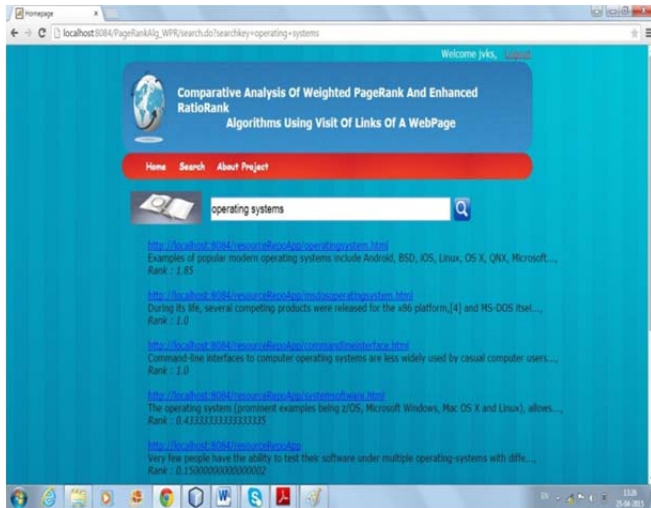 Homepage x
localhost:8084/PageRankAlg_WPR/search.do?searchkey=operating+systems
Welcome jvks, Logout
Comparative Analysis Of Weighted PageRank And Enhanced
RatioRank
Algorithms Using Visit Of Links Of A WebPage
Home Search About Project
operating systems
http://localhost:8084/resourceRepoApp/operatingsystem.html
Examples of popular modern operating systems include Android, BSD, iOS, Linux, OS X, QNX, Microsoft...,
Rank : 1.85
http://localhost:8084/resourceRepoApp/msdosoperatingsystem.html
During its life, several competing products were released for the x86 platform,[4] and MS-DOS itsel...,
Rank : 1.0
http://localhost:8084/resourceRepoApp/commandlineinterface.html
Command-line interfaces to computer operating systems are less widely used by casual computer users...,
Rank : 1.0
http://localhost:8084/resourceRepoApp/systemsoftware.html
The operating system (prominent examples being z/OS, Microsoft Windows, Mac OS X and Linux), allows...,
Rank : 0.43333333333333335
http://localhost:8084/resourceRepoApp
Very few people have the ability to test their software under multiple operating-systems with diffe...,
Rank : 0.15000000000000002
EN
13:26
25-04-2015